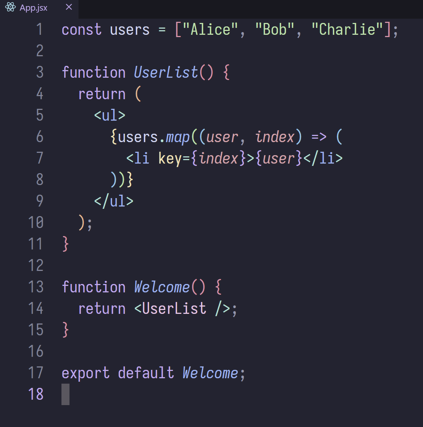 App.jsx ×
1 const users = ["Alice", "Bob", "Charlie"];
2
3 function UserList() {
4   return (
5     <ul>
6       {users.map((user, index) => (
7         <li key={index}>{user}</li>
8       ))}
9     </ul>
10   );
11 }
12
13 function Welcome() {
14   return <UserList />;
15 }
16
17 export default Welcome;
18